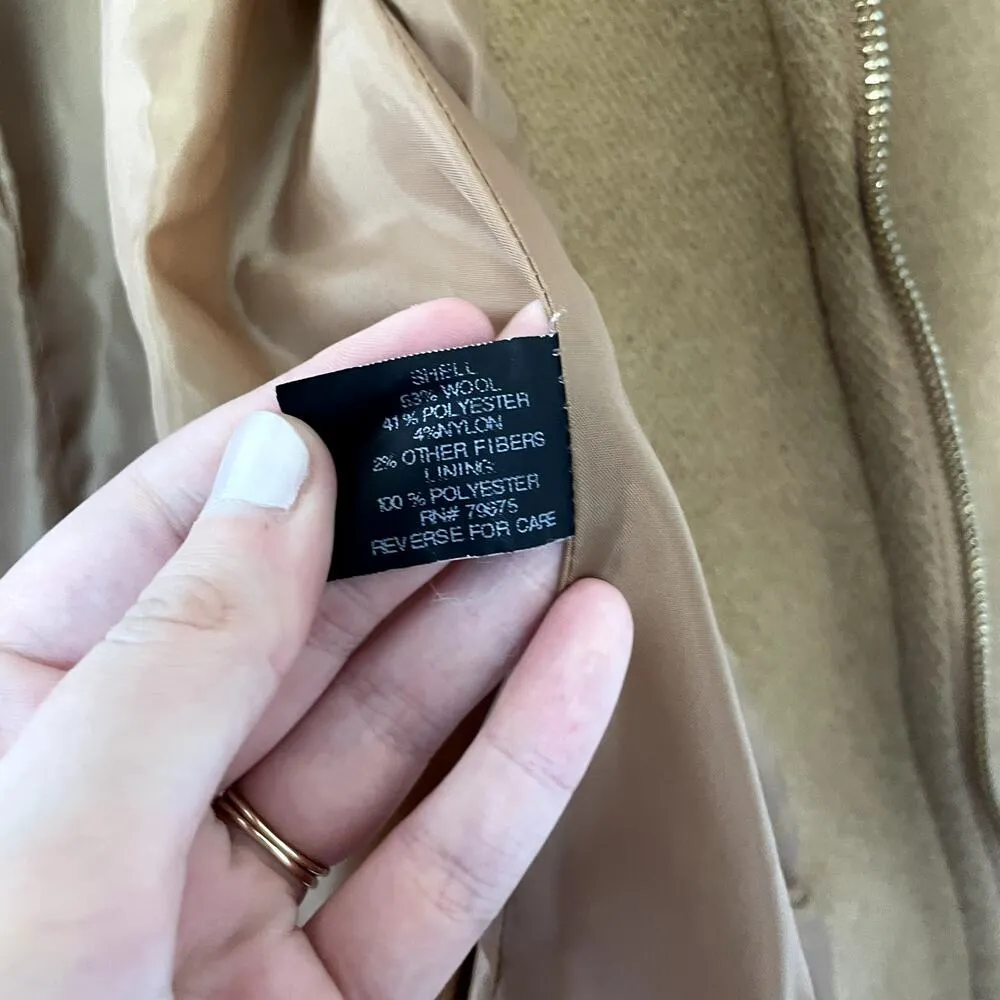 SHELL
53% WOOL
41% POLYESTER
4%NYLON
2% OTHER FIBERS
LINING:
100 % POLYESTER
RN# 79675
REVERSE FOR CARE